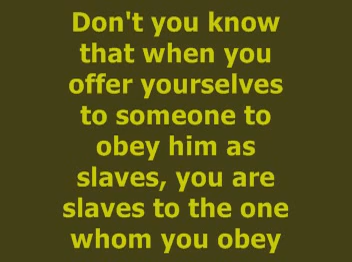 Don't you know
that when you
offer yourselves
to someone to
obey him as
slaves, you are
slaves to the one
whom you obey